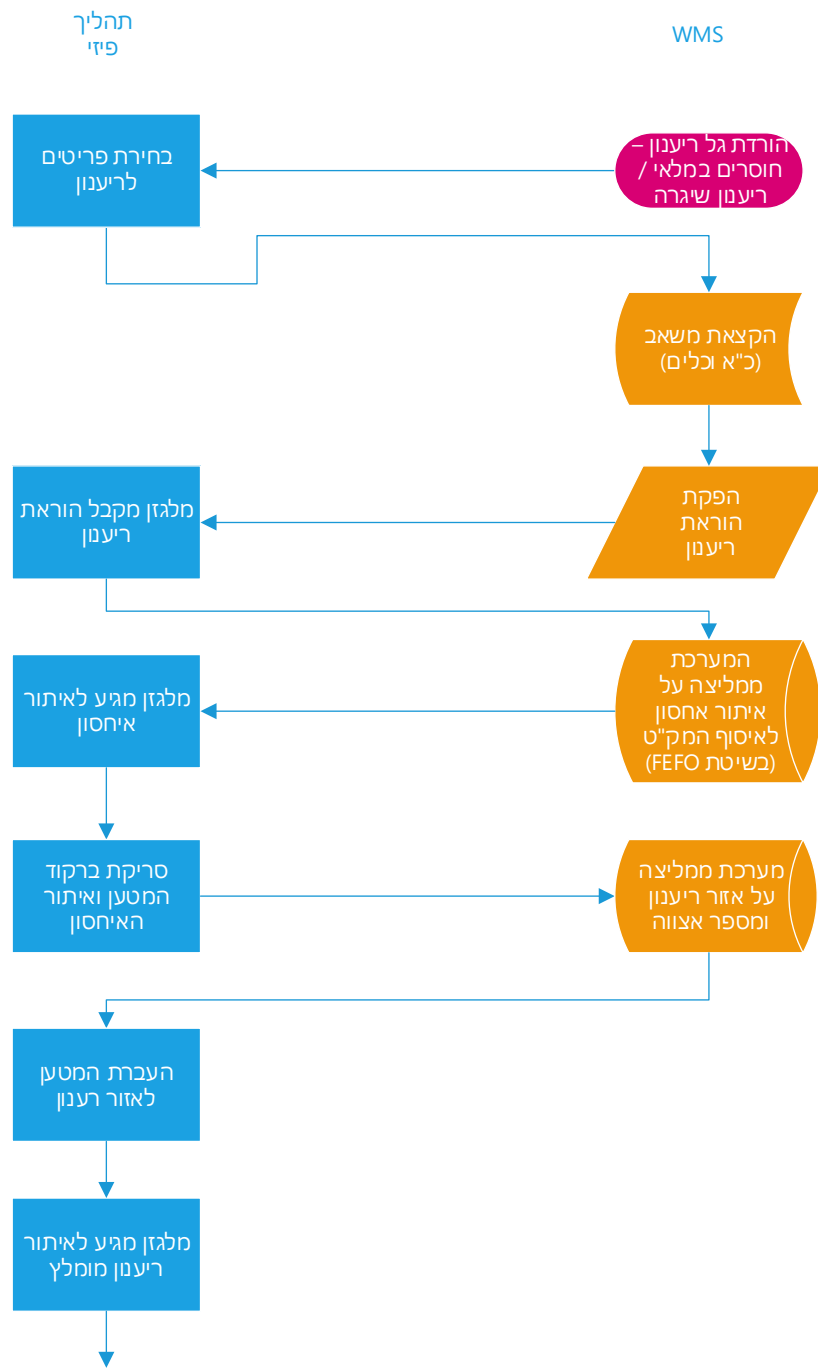 תהליך
פיזי
WMS
הורדת גל ריענון –
חוסרים במלאי /
ריענון שיגרה
בחירת פריטים
לריענון
הקצאת משאב
(כ"א וכלים)
הפקת
הוראת
ריענון
מלגזן מקבל הוראת
ריענון
המערכת
ממליצה על
איתור אחסון
לאיסוף המק"ט
(בשיטת FEFO)
מלגזן מגיע לאיתור
איחסון
סריקת ברקוד
המטען ואיתור
האיחסון
מערכת ממליצה
על אזור ריענון
ומספר אצווה
העברת המטען
לאזור רענון
מלגזן מגיע לאיתור
ריענון מומלץ